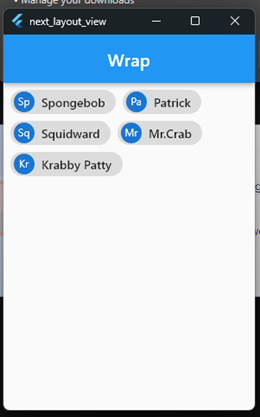 • Manage your downloads
next_layout_view
Wrap
Sp Spongebob Pa Patrick
Sq Squidward Mr Mr.Crab
Kr Krabby Patty